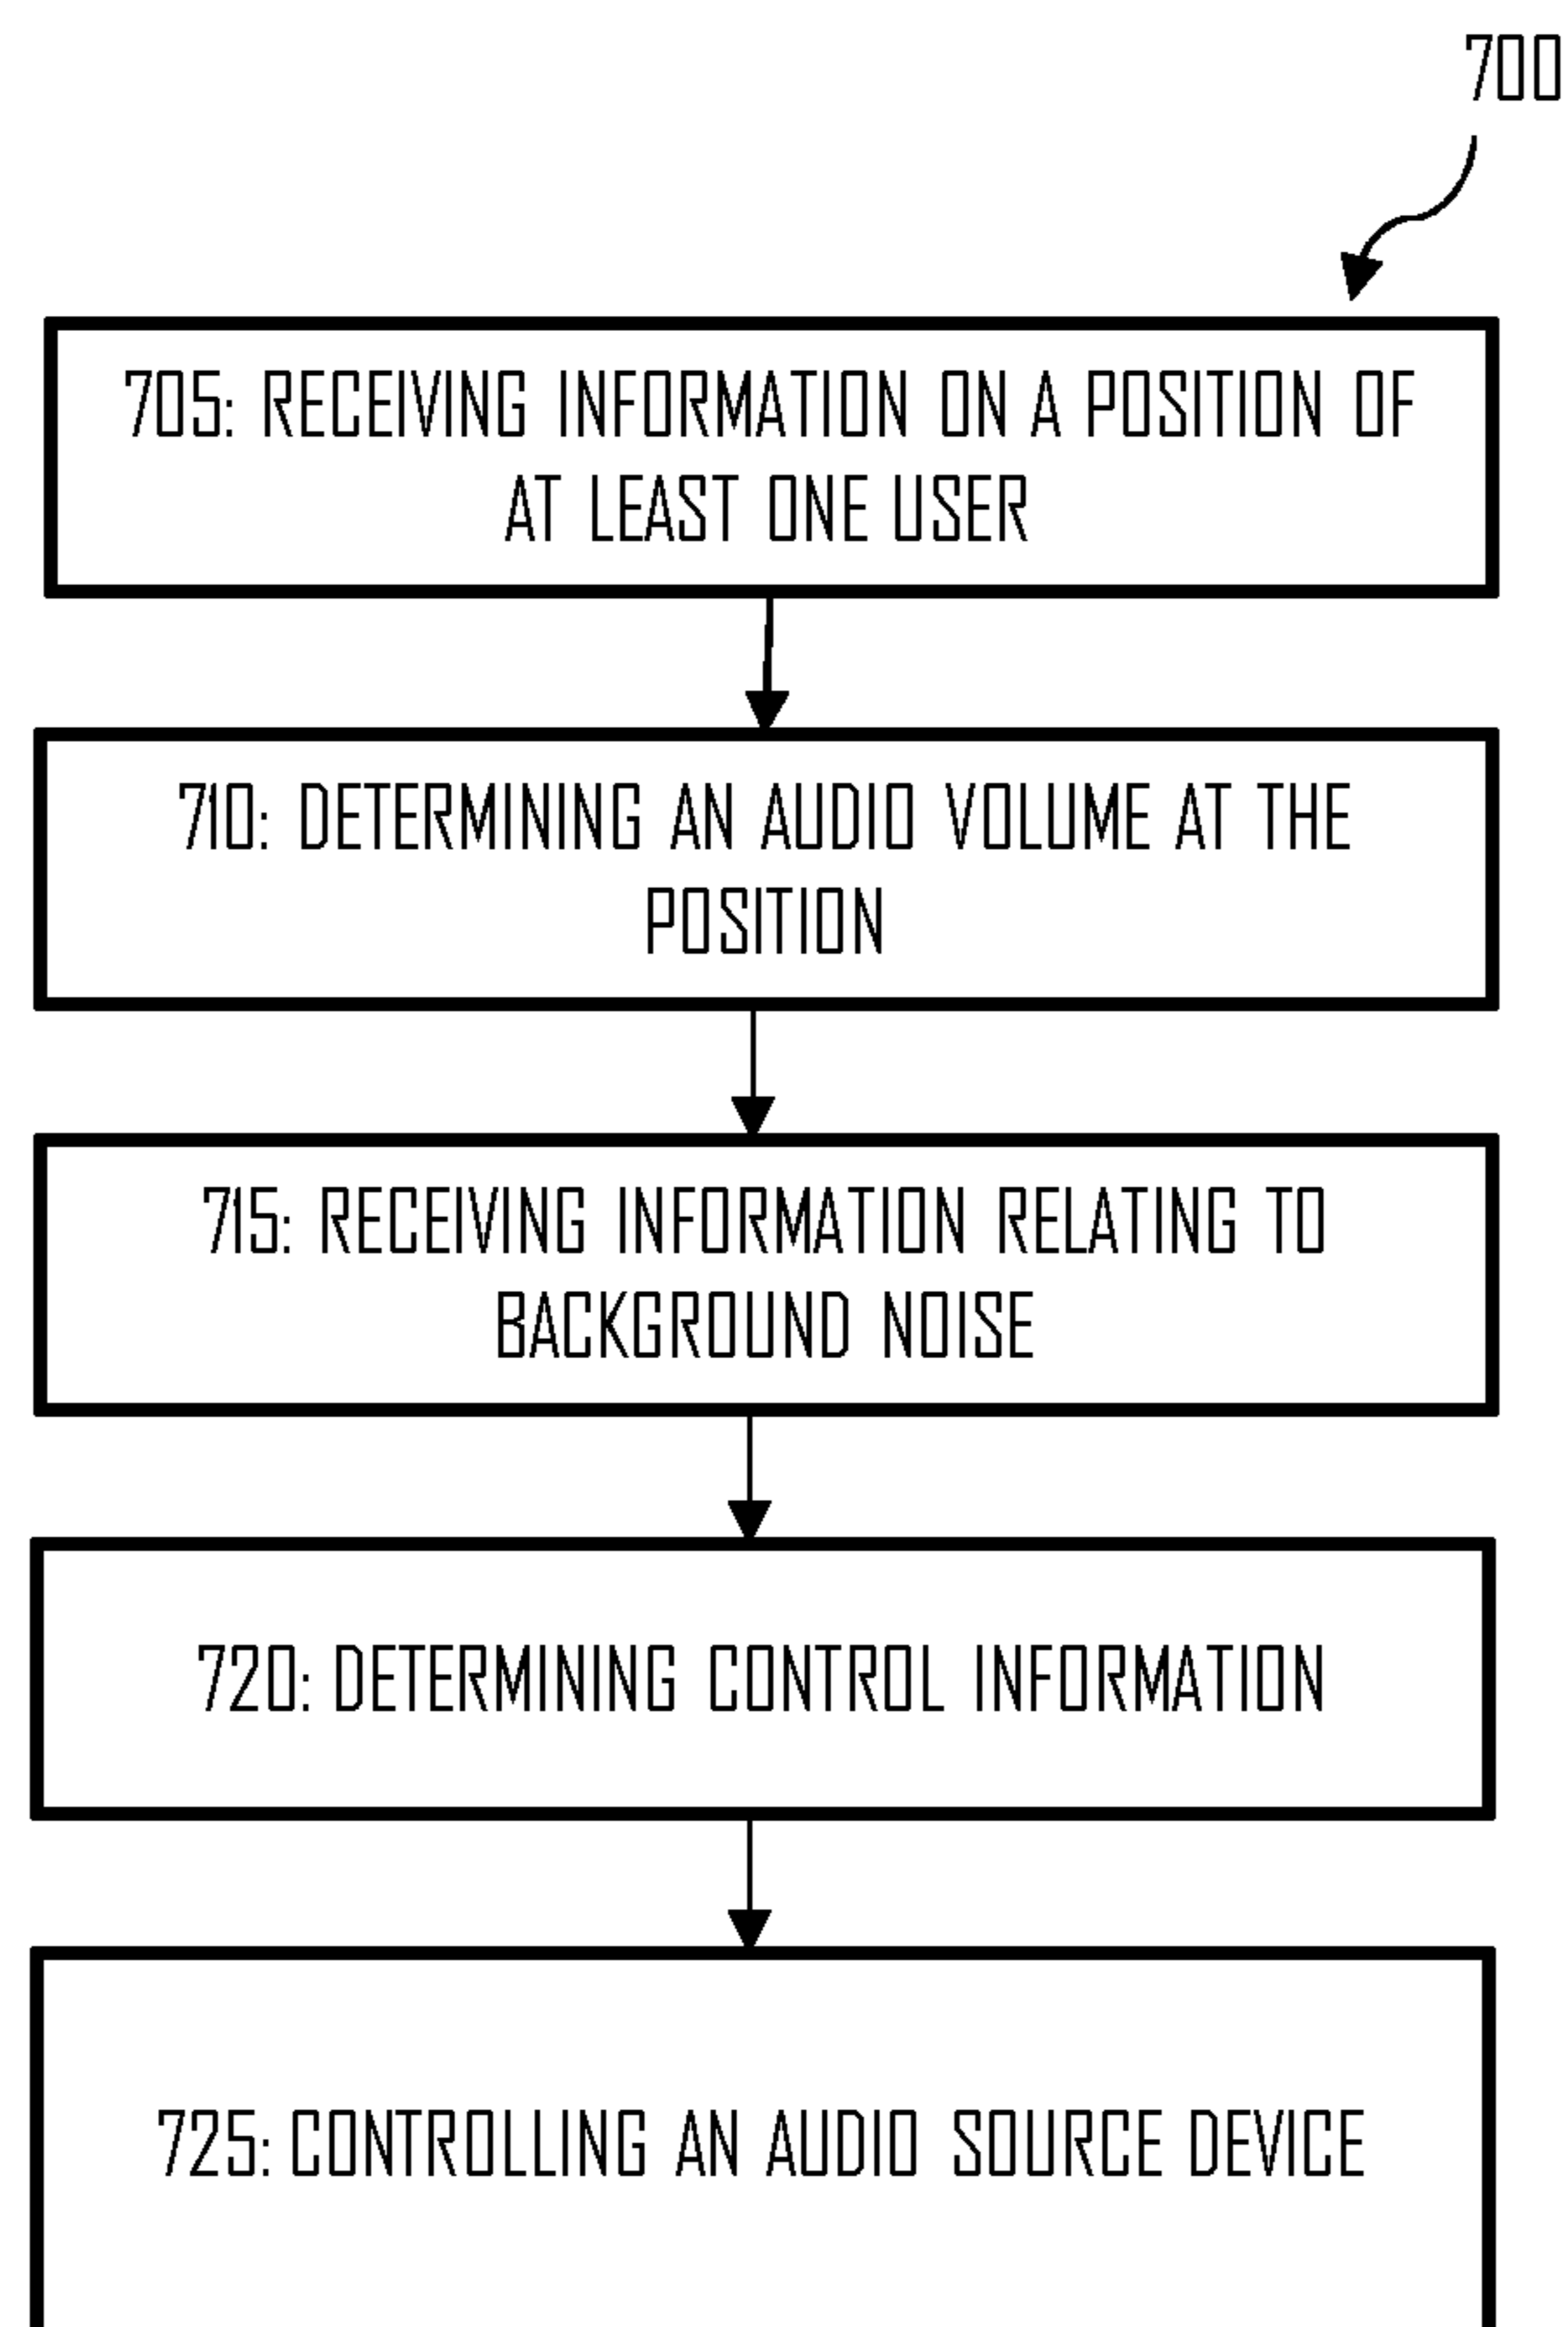 700
705: RECEIVING INFORMATION ON A POSITION OF
AT LEAST ONE USER
710: DETERMINING AN AUDIO VOLUME AT THE
POSITION
715: RECEIVING INFORMATION RELATING TO
BACKGROUND NOISE
720: DETERMINING CONTROL INFORMATION
725: CONTROLLING AN AUDIO SOURCE DEVICE